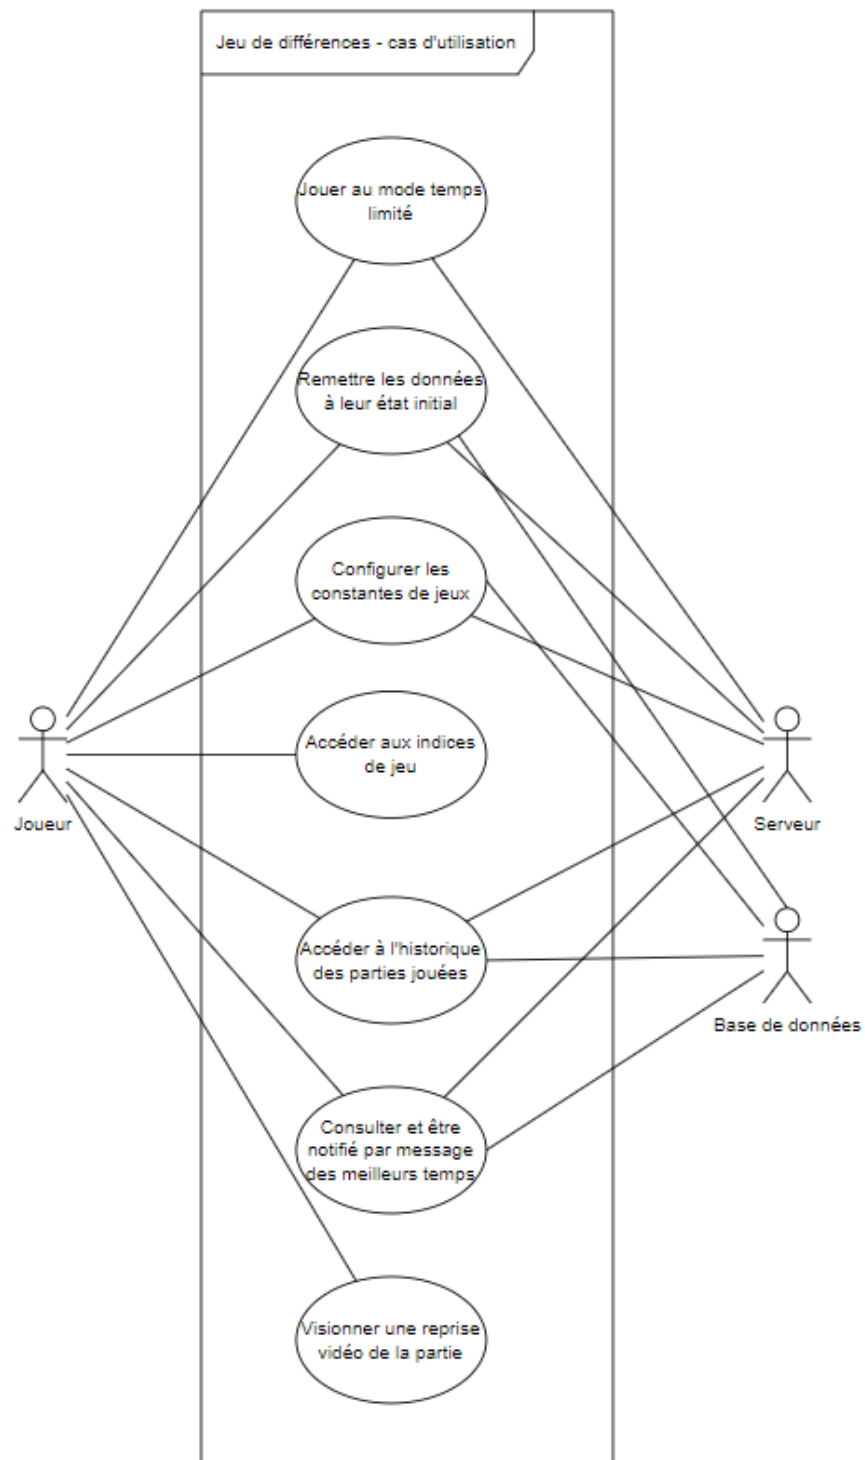 Jeu de différences - cas d'utilisation
Jouer au mode temps
limité
Remettre les données
à leur état initial
Configurer les
constantes de jeux
Accéder aux indices
de jeu
Joueur
Serveur
Accéder à l'historique
des parties jouées
Base de données
Consulter et être
notifié par message
des meilleurs temps
Visionner une reprise
vidéo de la partie